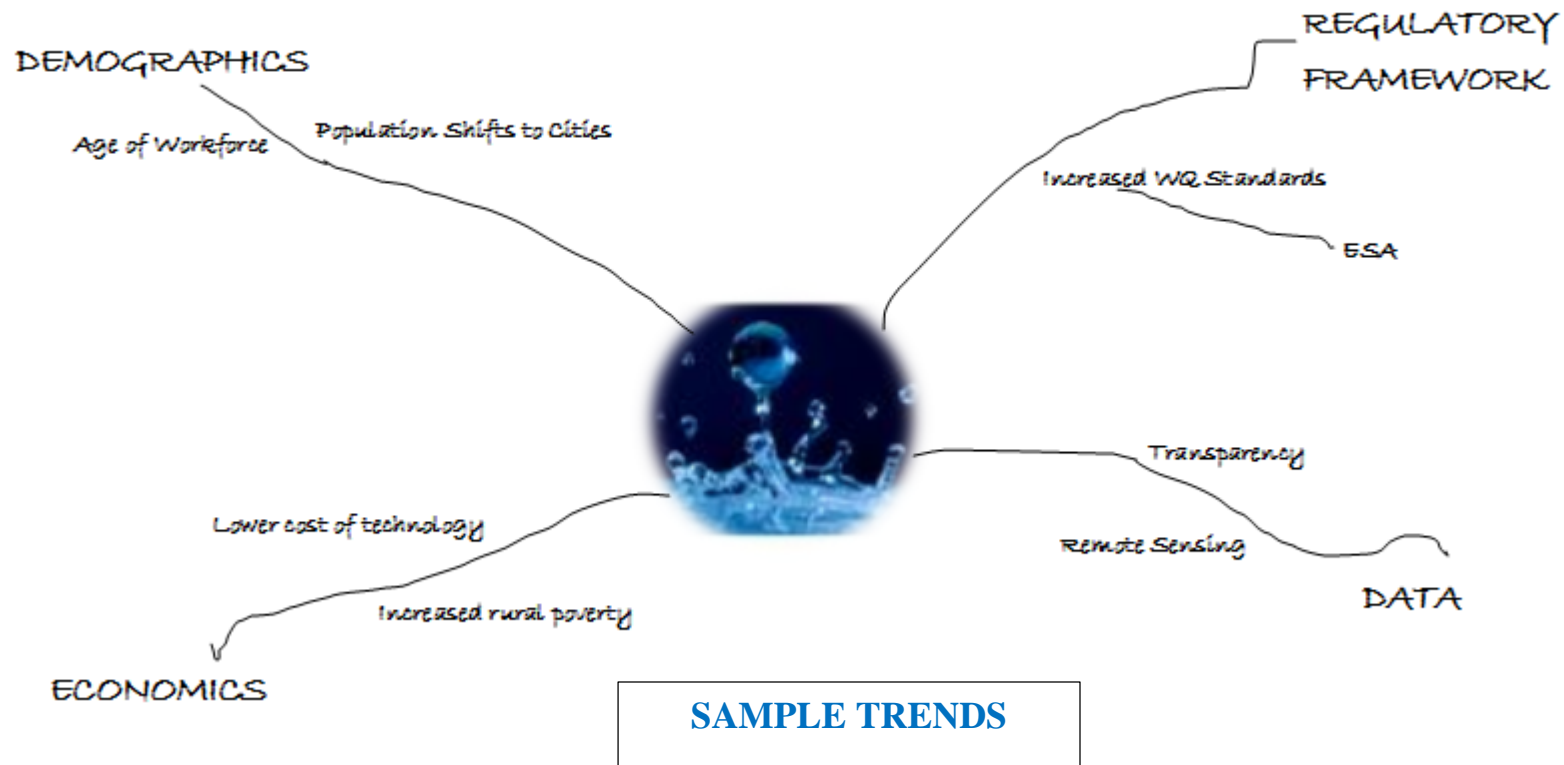 DEMOGRAPHICS
Age of Workforce
Population Shifts to Cities
REGULATORY
FRAMEWORK
Increased WQ Standards
ESA
Transparency
Remote Sensing
DATA
Lower cost of technology
Increased rural poverty
ECONOMICS
SAMPLE TRENDS